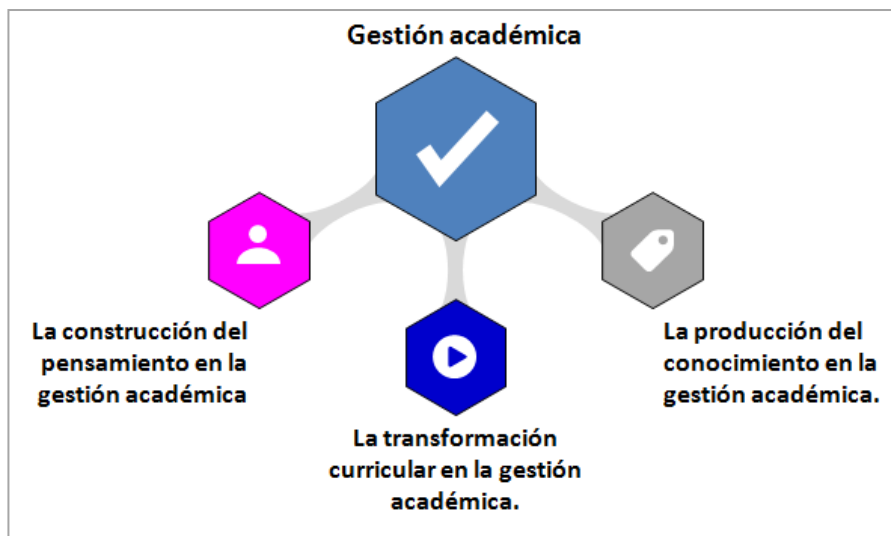 Gestión académica
La construcción del
pensamiento en la
gestión académica
La transformación
curricular en la gestión
académica.
La producción del
conocimiento en la
gestión académica.